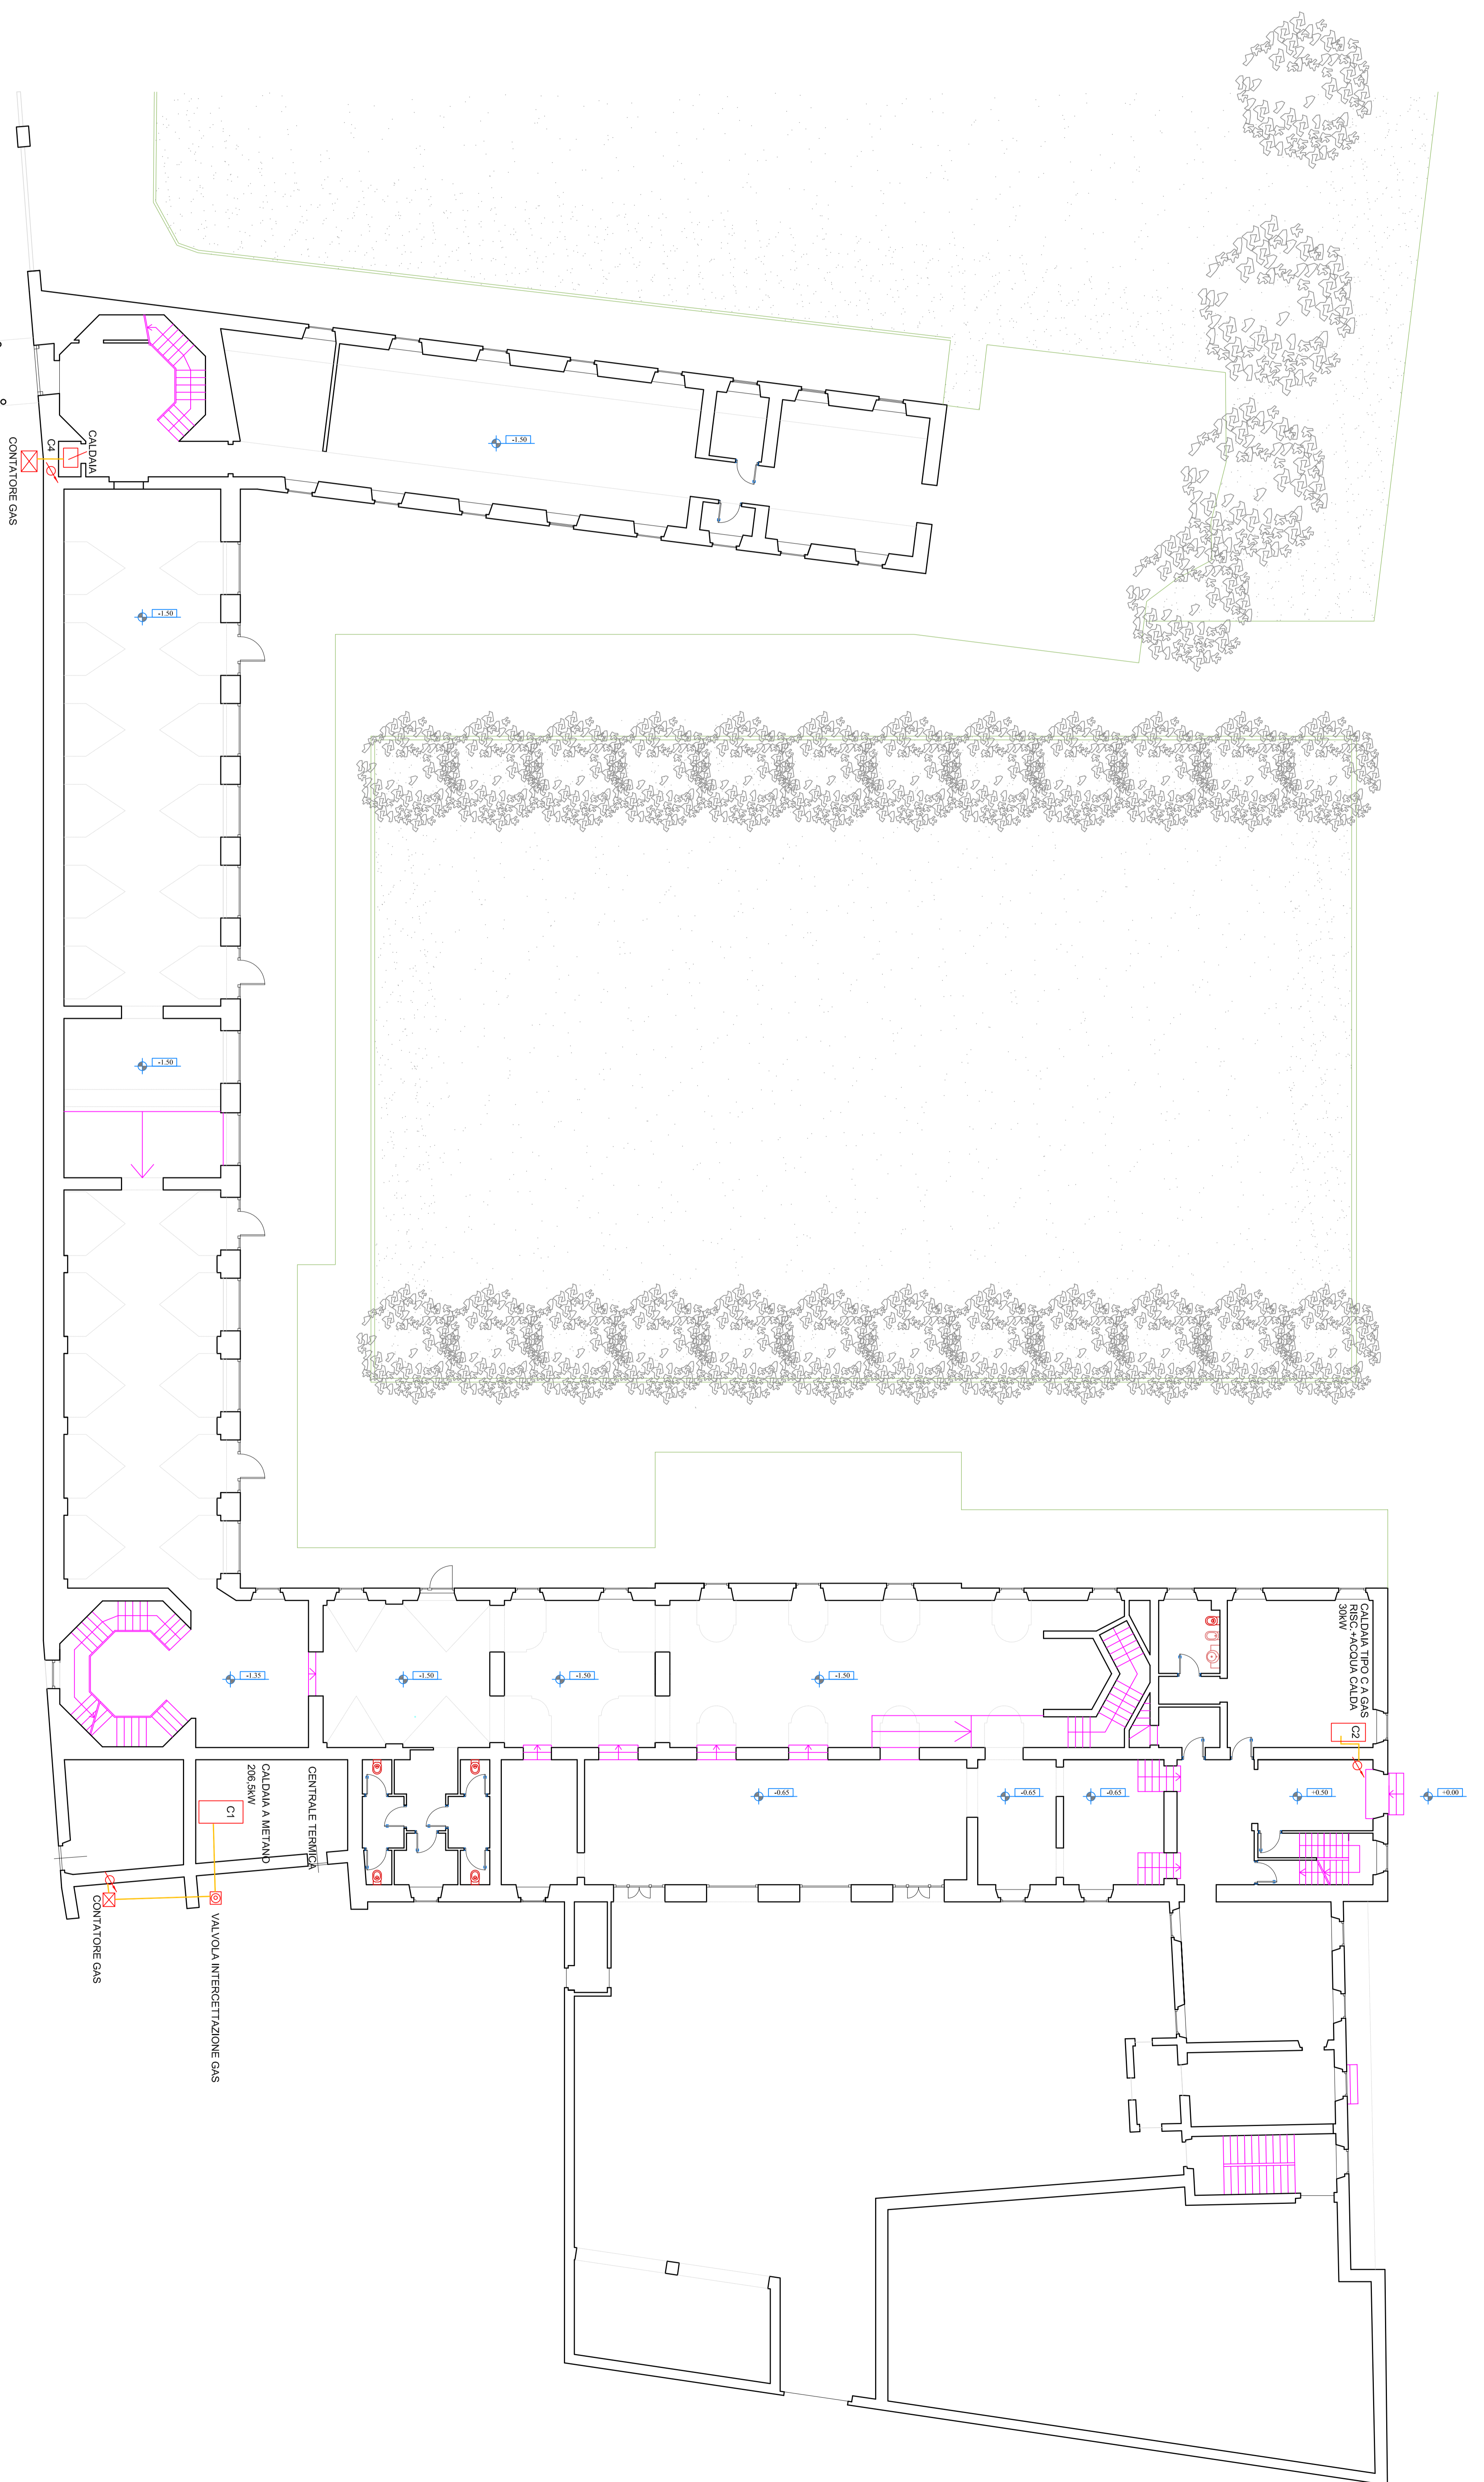 -1.50
CALDAIA
C4
CONTATORE GAS
-1.50
-1.50
CALDAIA TIPO C A GAS
RISC.+ACQUA CALDA
30kW
C2
-1.35
-1.50
-1.50
-1.50
-0.65
-0.65
-0.65
+0.50
+0.00
CENTRALE TERMICA
CALDAIA A METANO
206,5kW
C1
CONTATORE GAS
VALVOLA INTERCETTAZIONE GAS